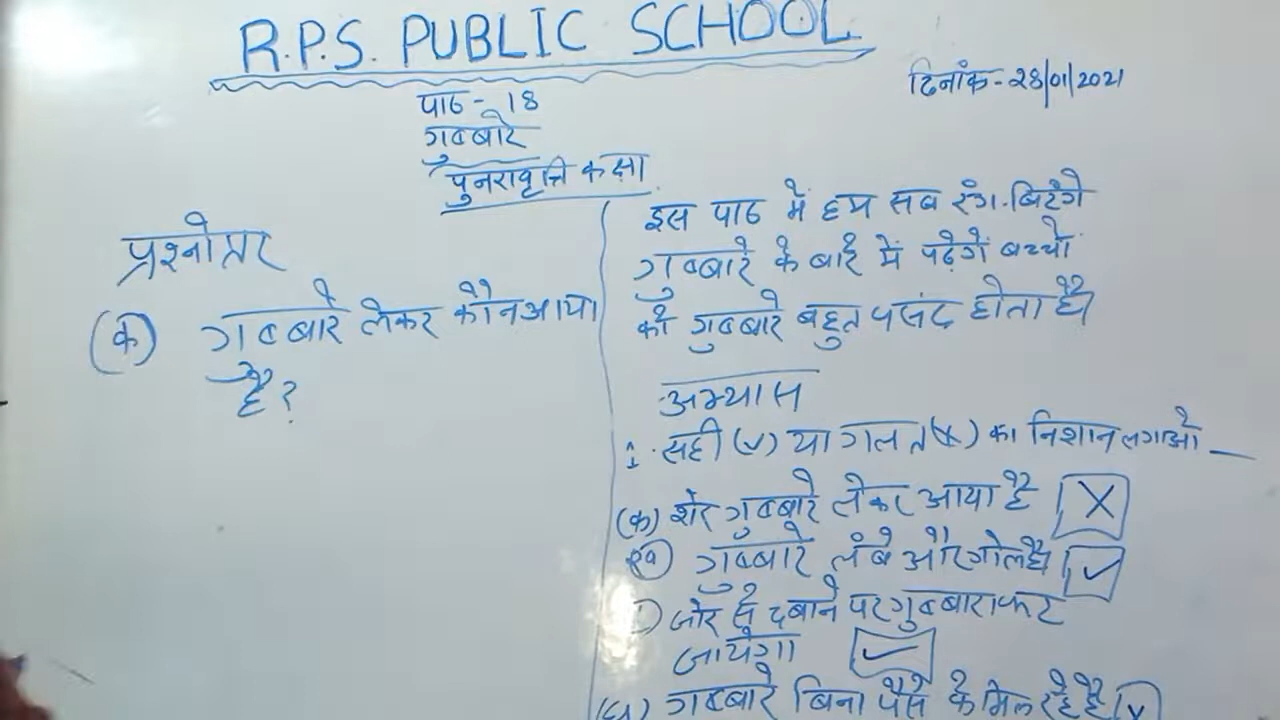 R.P.S. PUBLIC SCHOOL
दिनांक-28/01/2021
पाठ- 18
गुब्बारे
पुनरावृत्ति कक्षा
प्रश्नोत्तर
(क) गुब्बारे लेकर कौन आया
है?
इस पाठ में हम सब रंग-बिरंगे
गुब्बारे के बारे में पढ़ेगें बच्चों
को गुब्बारे बहुत पसंद होता है।
अभ्यास
1. सही (✓) या गलत (×) का निशान लगाओ
(क) शेर गुब्बारे लेकर आया है ☒
ख गुब्बारे लंबे और गोल है ☑
जोर से दबाने पर गुब्बारा फट
जायेगा ☑
(घ) गुब्बारे बिना पैसे के मिल रहे है